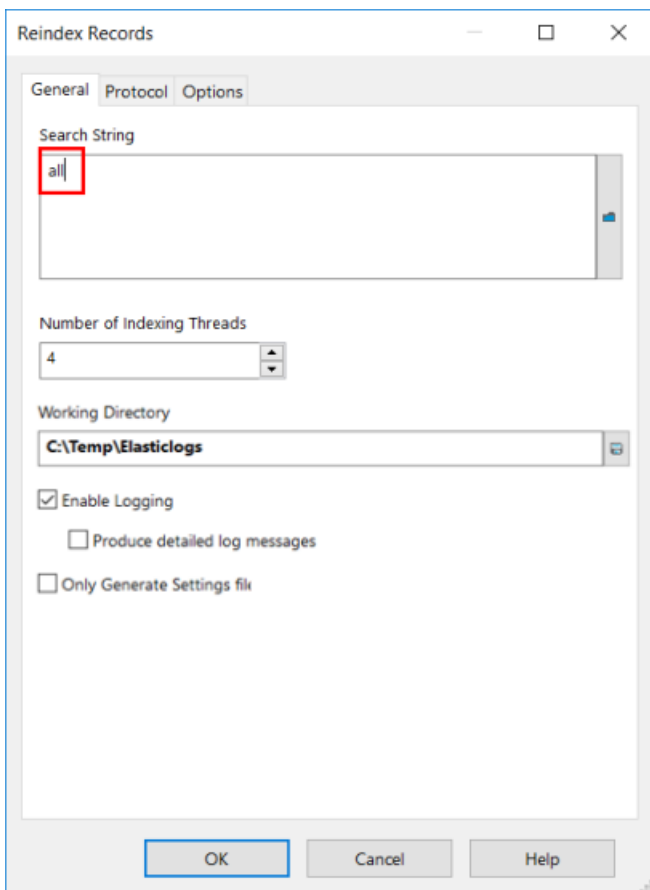 Reindex Records
General Protocol Options
Search String
all
Number of Indexing Threads
4
Working Directory
C:\Temp\Elasticlogs
Enable Logging
Produce detailed log messages
Only Generate Settings file
OK Cancel Help